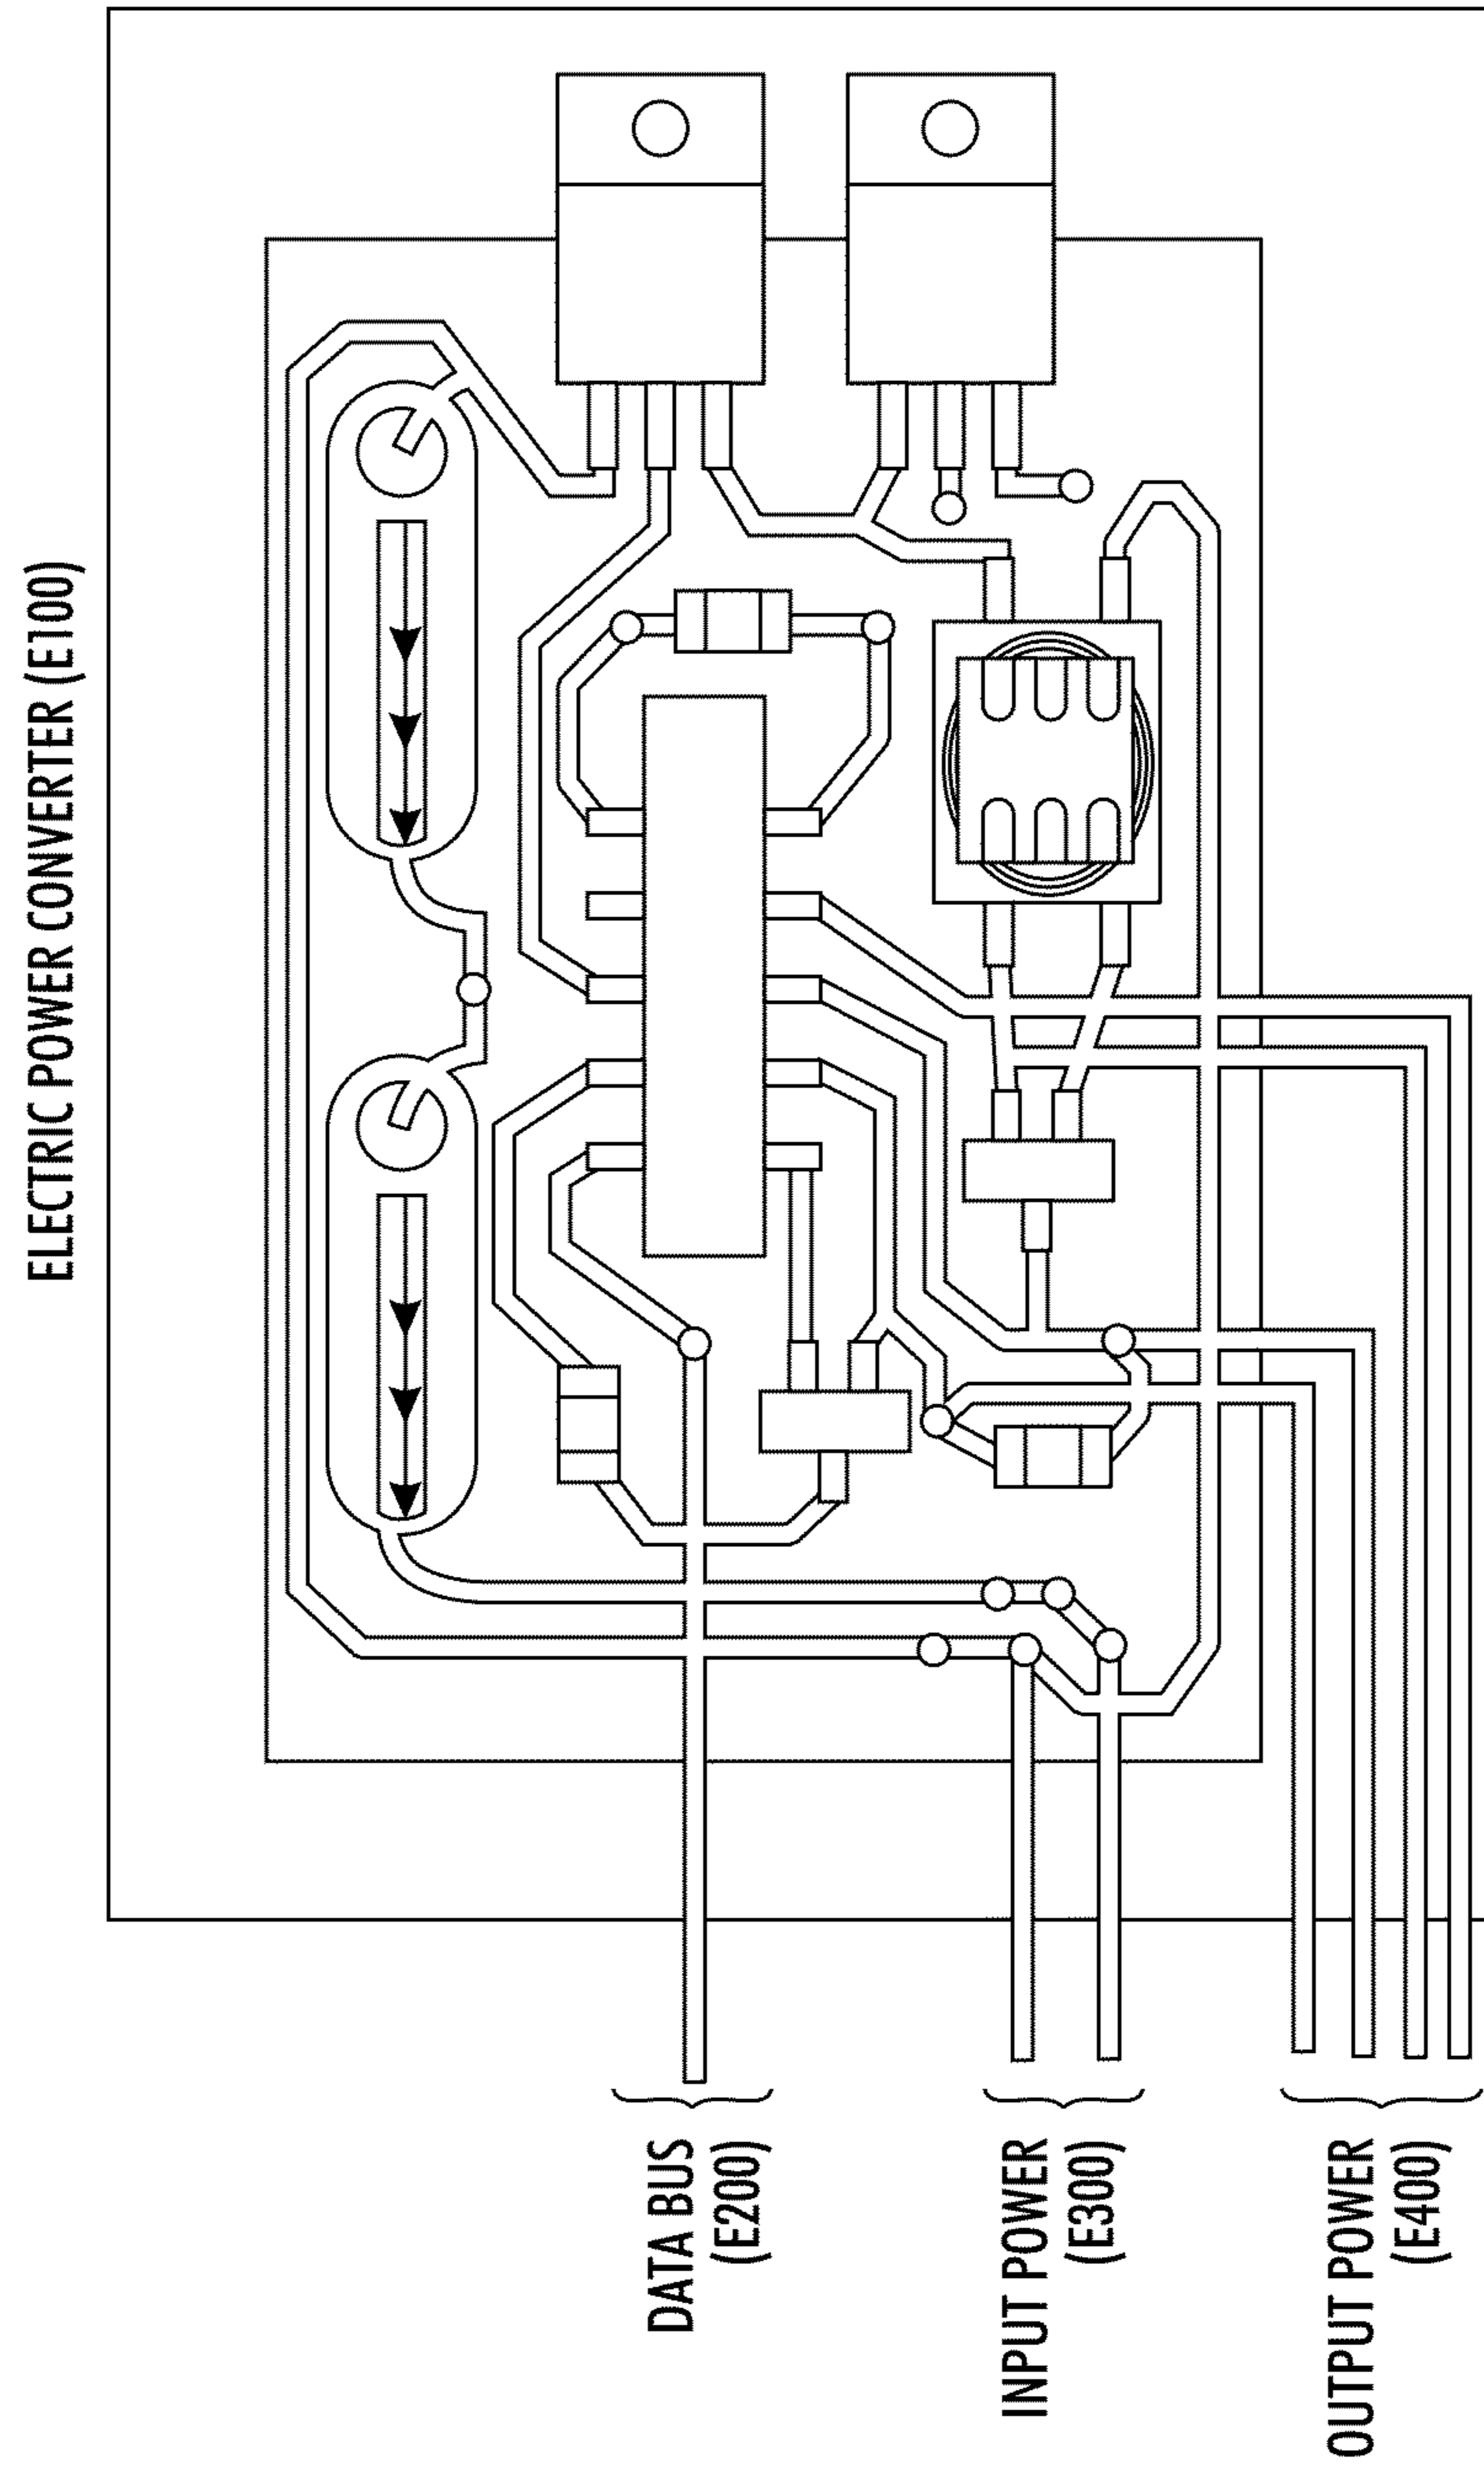 ELECTRIC POWER CONVERTER (E100)
DATA BUS
(E200)
INPUT POWER
(E300)
OUTPUT POWER
(E400)